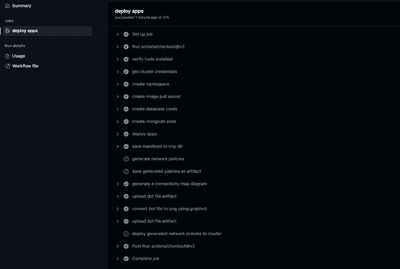 Summary
Jobs
deploy apps
Run details
Usage
Workflow file
deploy apps
succeeded 1 minute ago in
Set up job
Run actions/checkout@v3
verify tools installed
get cluster credentials
create namespace
create image pull secret
create database creds
create mongodb atlas
deploy apps
save manifests to tmp dir
generate network policies
save generated policies as artifact
generate a connectivity map diagram
upload dot file artifact
convert dot file to png using graphviz
upload dot file artifact
deploy generated network policies to cluster
Post Run actions/checkout@v3
Complete job